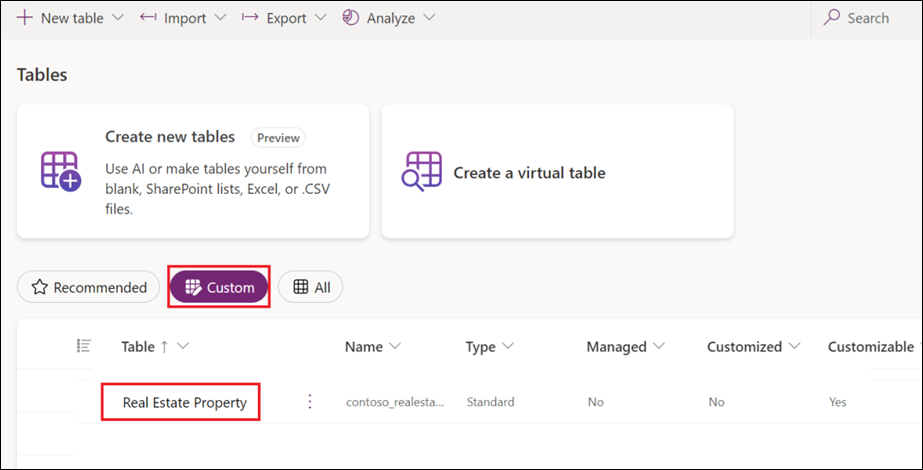 New table Import Export Analyze Search
Tables
Create new tables Preview
Use AI or make tables yourself from
blank, SharePoint lists, Excel, or .CSV
files.
Create a virtual table
Recommended Custom All
Table ↑ Name Type Managed Customized Customizable
Real Estate Property contoso_realesta... Standard No No Yes